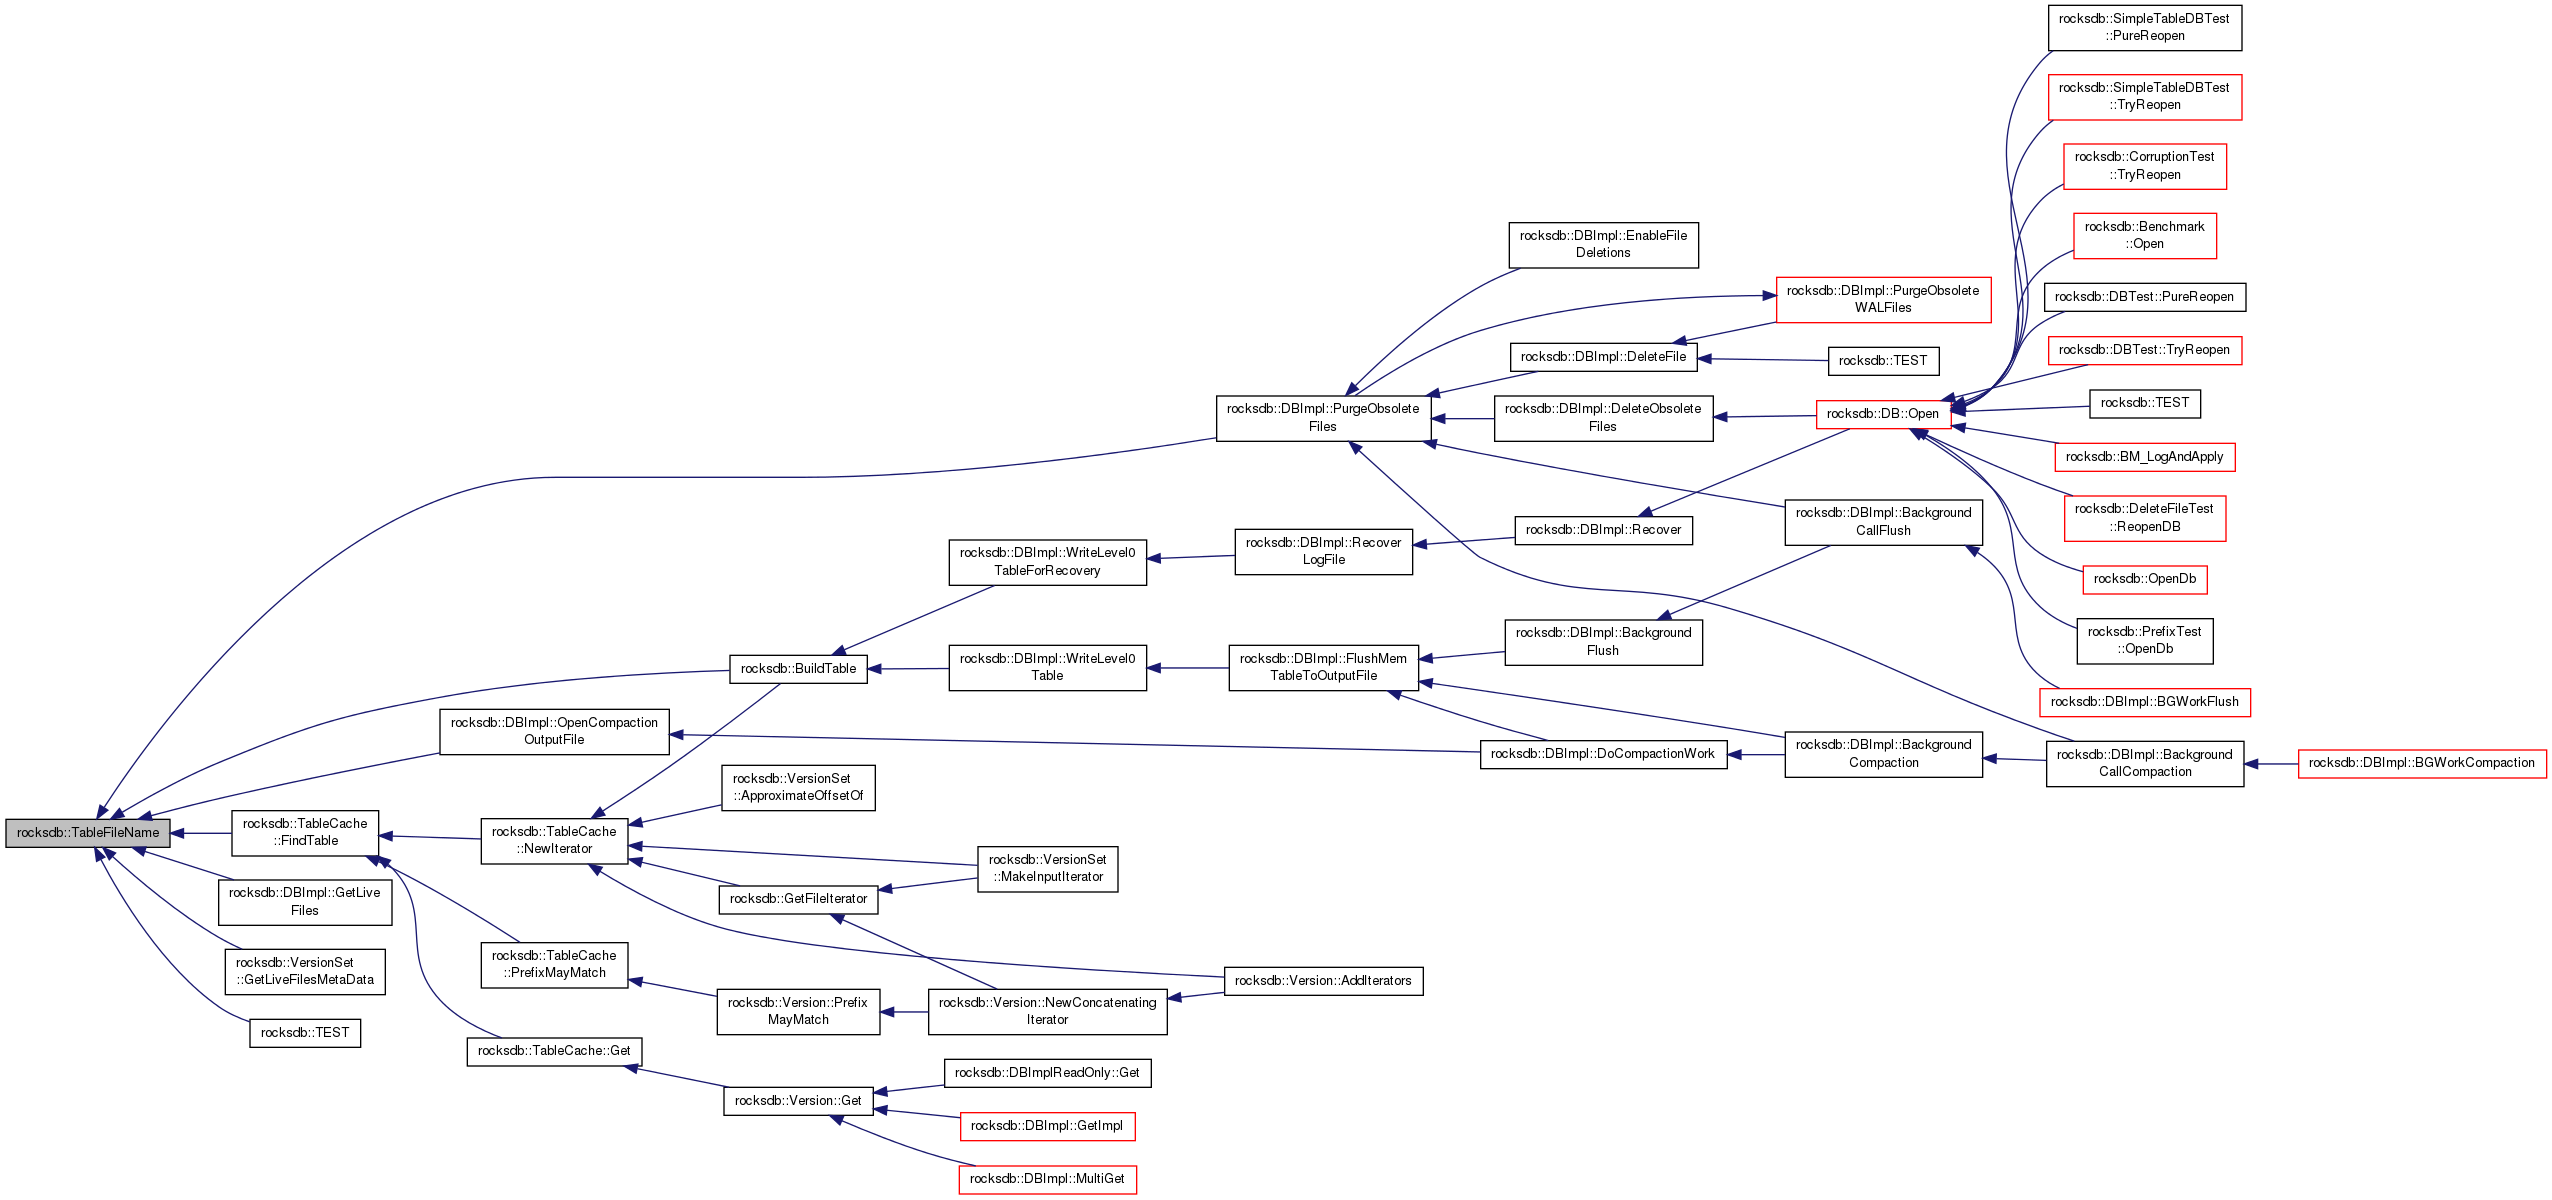 rocksdb::SimpleTableDBTest
::PureReopen
rocksdb::SimpleTableDBTest
::TryReopen
rocksdb::CorruptionTest
::TryReopen
rocksdb::Benchmark
::Open
rocksdb::DBImpl::EnableFile
Deletions
rocksdb::DBImpl::PurgeObsolete
WALFiles
rocksdb::DBTest::PureReopen
rocksdb::DBImpl::DeleteFile
rocksdb::TEST
rocksdb::DBTest::TryReopen
rocksdb::DBImpl::PurgeObsolete
Files
rocksdb::DBImpl::DeleteObsolete
Files
rocksdb::DB::Open
rocksdb::TEST
rocksdb::BM_LogAndApply
rocksdb::DBImpl::WriteLevel0
TableForRecovery
rocksdb::DBImpl::Recover
LogFile
rocksdb::DBImpl::Recover
rocksdb::DBImpl::Background
CallFlush
rocksdb::DeleteFileTest
::ReopenDB
rocksdb::OpenDb
rocksdb::BuildTable
rocksdb::DBImpl::WriteLevel0
Table
rocksdb::DBImpl::FlushMem
TableToOutputFile
rocksdb::DBImpl::Background
Flush
rocksdb::PrefixTest
::OpenDb
rocksdb::DBImpl::BGWorkFlush
rocksdb::DBImpl::OpenCompaction
OutputFile
rocksdb::DBImpl::DoCompactionWork
rocksdb::DBImpl::Background
Compaction
rocksdb::DBImpl::Background
CallCompaction
rocksdb::DBImpl::BGWorkCompaction
rocksdb::VersionSet
::ApproximateOffsetOf
rocksdb::TableFileName
rocksdb::TableCache
::FindTable
rocksdb::TableCache
::NewIterator
rocksdb::VersionSet
::MakeInputIterator
rocksdb::DBImpl::GetLive
Files
rocksdb::GetFileIterator
rocksdb::VersionSet
::GetLiveFilesMetaData
rocksdb::TableCache
::PrefixMayMatch
rocksdb::Version::AddIterators
rocksdb::Version::Prefix
MayMatch
rocksdb::Version::NewConcatenating
Iterator
rocksdb::TEST
rocksdb::TableCache::Get
rocksdb::DBImplReadOnly::Get
rocksdb::Version::Get
rocksdb::DBImpl::GetImpl
rocksdb::DBImpl::MultiGet